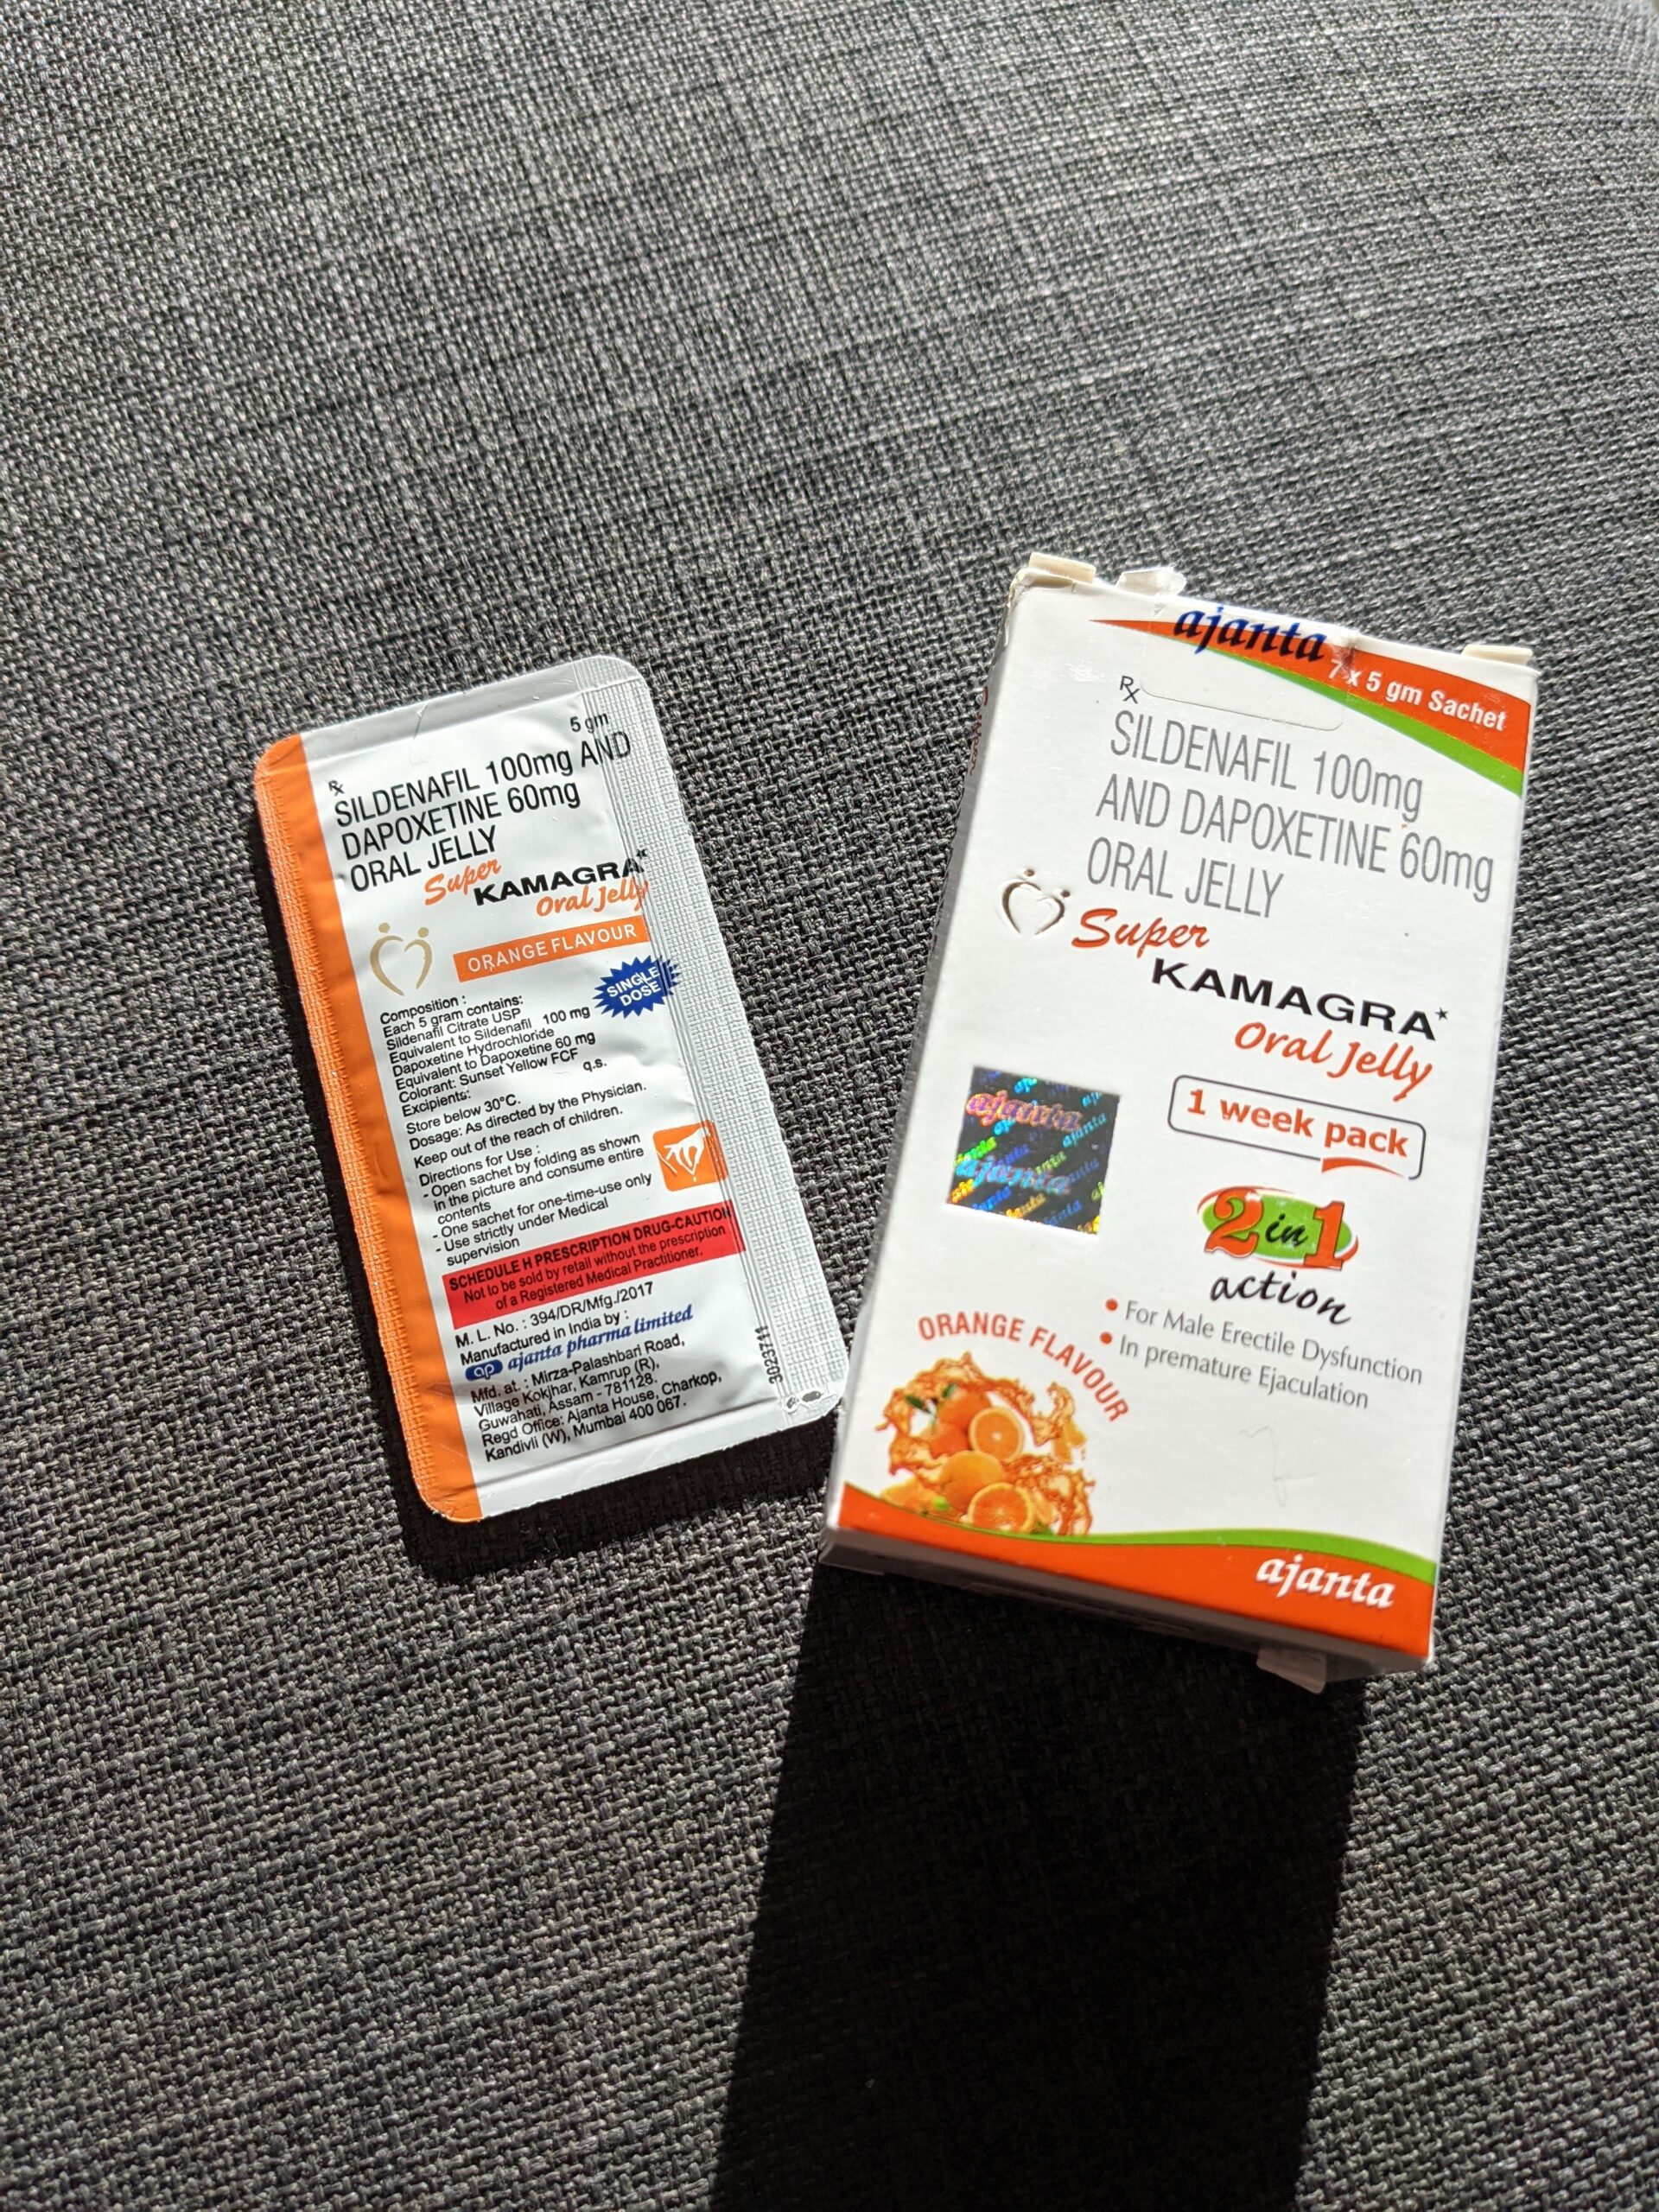 5 gm
Rx
SILDENAFIL 100mg AND
DAPOXETINE 60mg
ORAL JELLY
Super
KAMAGRA*
Oral Jelly
ORANGE FLAVOUR
SINGLE
DOSE
Composition :
Each 5 gram contains:
Sildenafil Citrate USP
Equivalent to Sildenafil 100 mg
Dapoxetine Hydrochloride
Equivalent to Dapoxetine 60 mg
Colorant: Sunset Yellow FCF
Excipients: q.s.
Store below 30°C.
Dosage: As directed by the Physician.
Keep out of the reach of children.
Directions for Use :
- Open sachet by folding as shown
in the picture and consume entire
contents
- One sachet for one-time-use only
- Use strictly under Medical
supervision
SCHEDULE H PRESCRIPTION DRUG-CAUTION
Not to be sold by retail without the prescription
of a Registered Medical Practitioner.
M. L. No. : 394/DR/Mfg./2017
Manufactured in India by :
ap ajanta pharma limited
Mfd. at : Mirza-Palashbari Road,
Village Kokjhar, Kamrup (R),
Guwahati, Assam - 781128.
Regd Office: Ajanta House, Charkop,
Kandivli (W), Mumbai 400 067.
3023711
ajanta
7 x 5 gm Sachet
Rx
SILDENAFIL 100mg
AND DAPOXETINE 60mg
ORAL JELLY
Super
KAMAGRA*
Oral Jelly
ajanta
ajanta
1 week pack
2 in 1
action
• For Male Erectile Dysfunction
• In premature Ejaculation
ORANGE FLAVOUR
ajanta